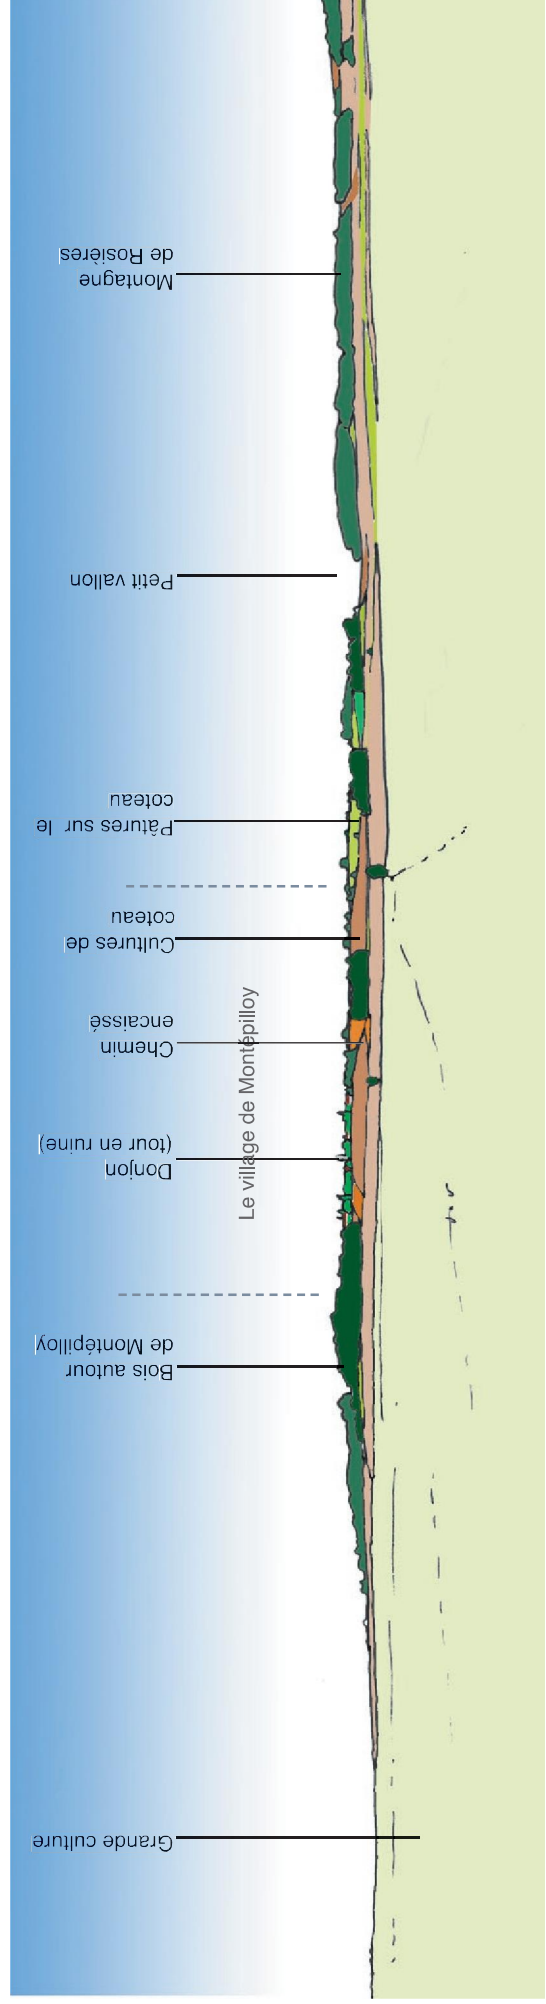 Montagne
de Rosières
Petit vallon
Pâtures sur le
coteau
Cultures de
coteau
Chemin
encaissé
Le village de Montépilloy
Donjon
(tour en ruine)
Bois autour
de Montépilloy
Grande culture